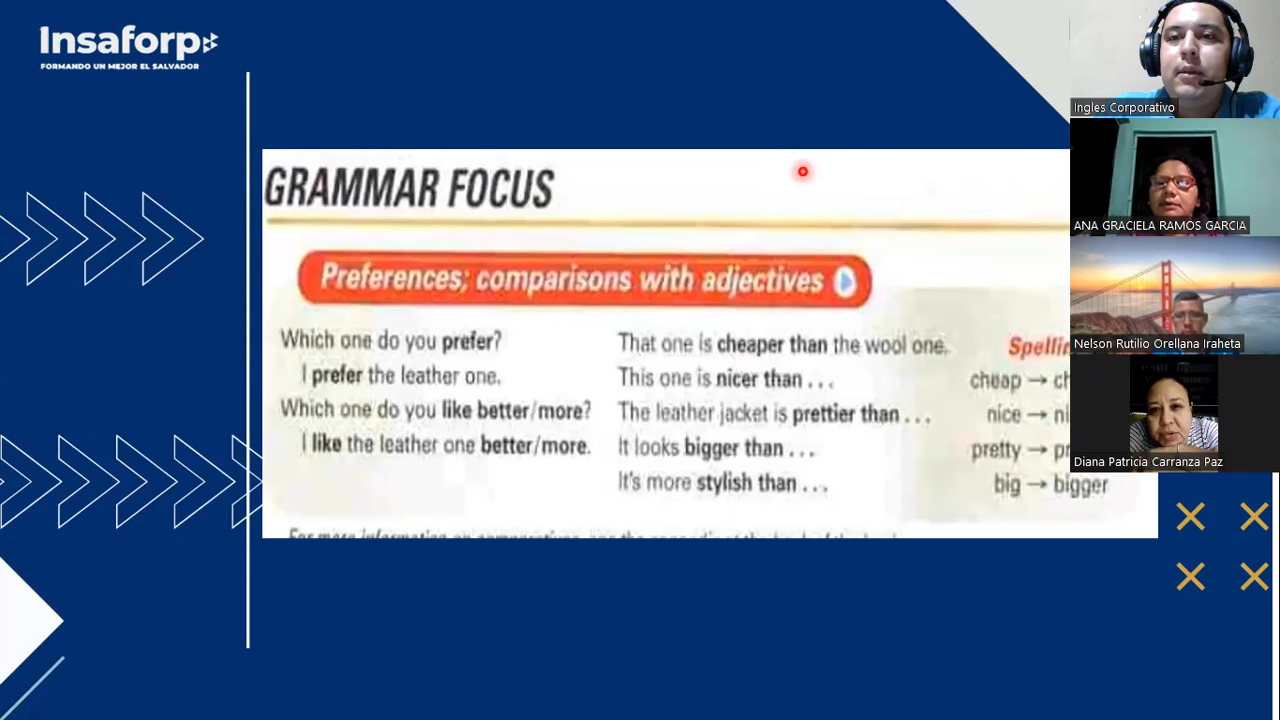 Insaforp
FORMANDO UN MEJOR EL SALVADOR
GRAMMAR FOCUS
Preferences; comparisons with adjectives
Which one do you prefer?
I prefer the leather one.
Which one do you like better/more?
I like the leather one better/more.
That one is cheaper than the wool one.
This one is nicer than . . .
The leather jacket is prettier than . . .
It looks bigger than . . .
It's more stylish than . . .
cheap →
nice →
pretty →
big → bigger
Ingles Corporativo
ANA GRACIELA RAMOS GARCIA
Nelson Rutilio Orellana Iraheta
Diana Patricia Carranza Paz